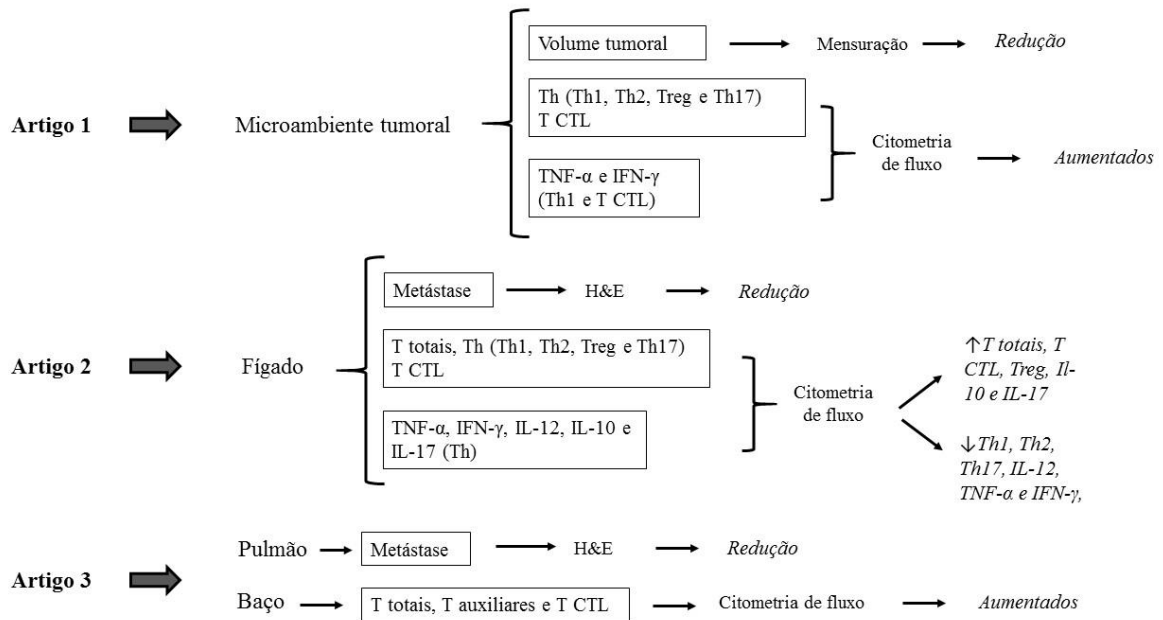 Volume tumoral
Mensuração
Redução
Artigo 1
Microambiente tumoral
Th (Th1, Th2, Treg e Th17)
T CTL
TNF-α e IFN-γ
(Th1 e T CTL)
Citometria
de fluxo
Aumentados
Metástase
H&E
Redução
Artigo 2
Fígado
T totais, Th (Th1, Th2, Treg e Th17)
T CTL
TNF-α, IFN-γ, IL-12, IL-10 e
IL-17 (Th)
Citometria
de fluxo
↑T totais, T
CTL, Treg, Il-
10 e IL-17
↓Th1, Th2,
Th17, IL-12,
TNF-α e IFN-γ,
Artigo 3
Pulmão
Metástase
H&E
Redução
Baço
T totais, T auxiliares e T CTL
Citometria de fluxo
Aumentados